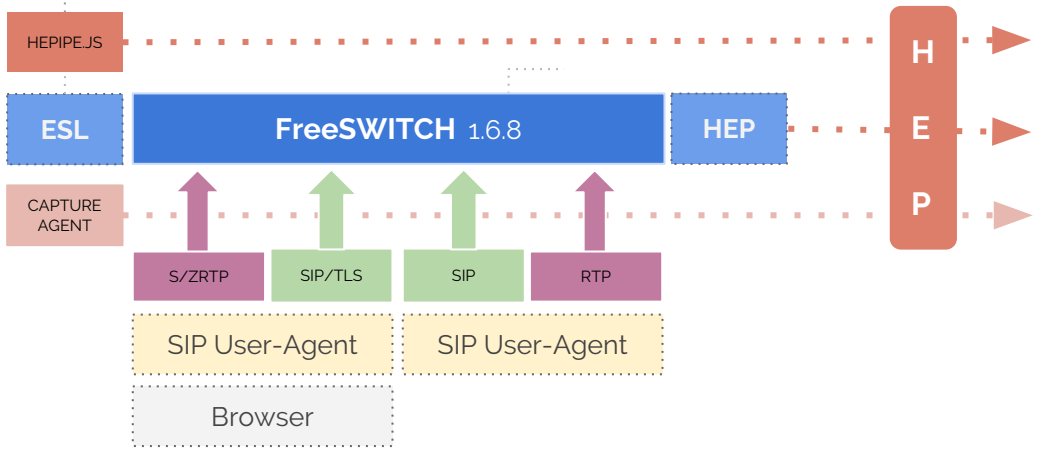 HEPIPE.JS
ESL
FreeSWITCH 1.6.8
HEP
H
E
P
CAPTURE
AGENT
S/ZRTP
SIP/TLS
SIP
RTP
SIP User-Agent
SIP User-Agent
Browser